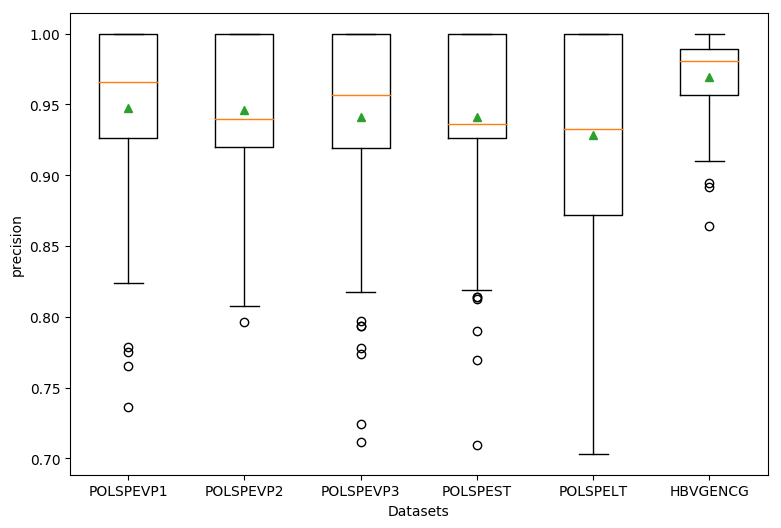 1.00
0.95
0.90
0.85
0.80
0.75
0.70
precision
POLSPEVP1 POLSPEVP2 POLSPEVP3 POLSPEST POLSPELT HBVGENCG
Datasets